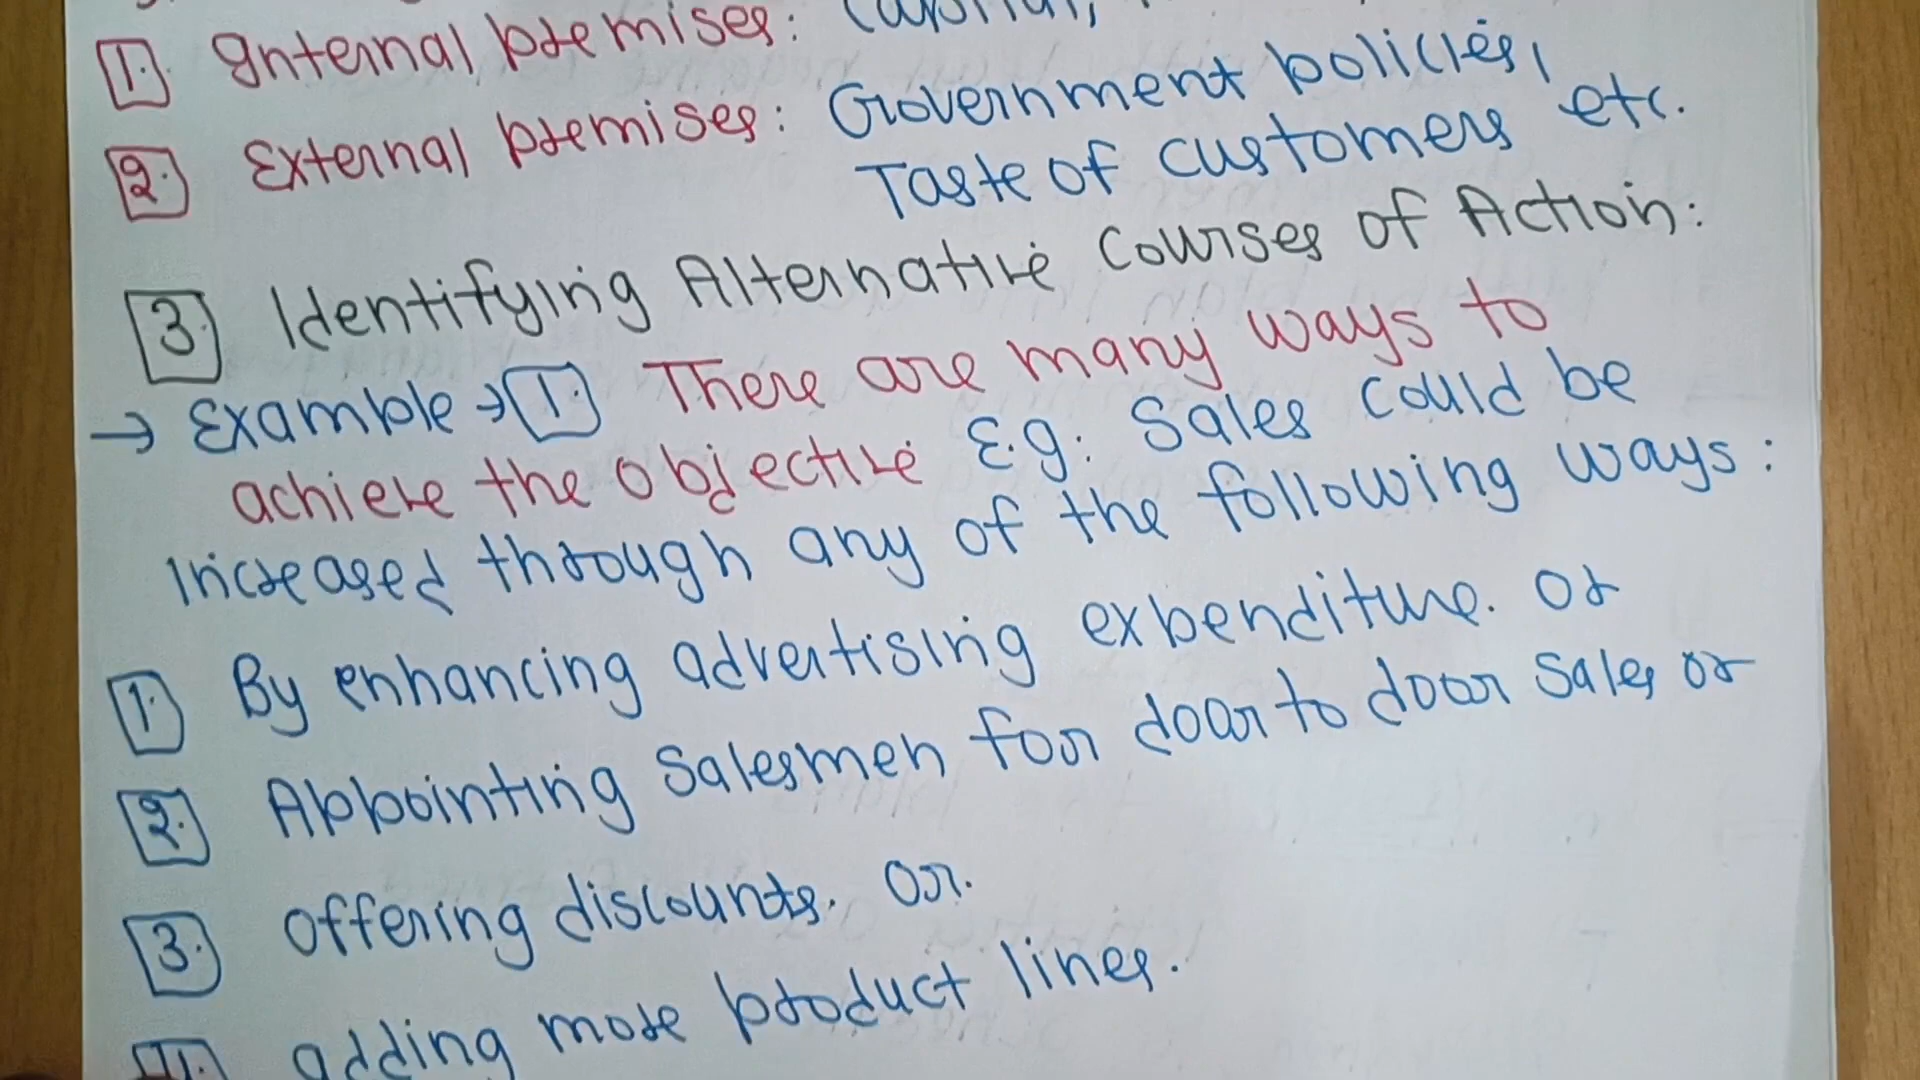 1. Internal premises: Capital,
2. External premises: Government policies,
Taste of customers etc.
3. Identifying Alternative Courses of Action:
→ Example → 1. There are many ways to
achieve the objective E.g: Sales could be
increased through any of the following ways:
1. By enhancing advertising expenditure. or
2. Appointing salesmen for door to door sales or
3. offering discounts. or.
4. adding more product lines.